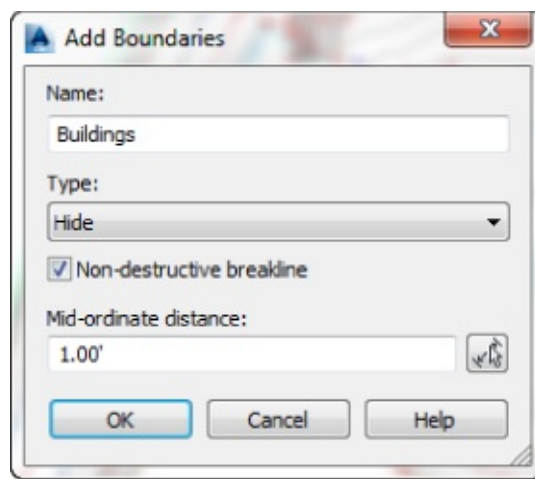 Add Boundaries
Name:
Buildings
Type:
Hide
Non-destructive breakline
Mid-ordinate distance:
1.00'
OK
Cancel
Help